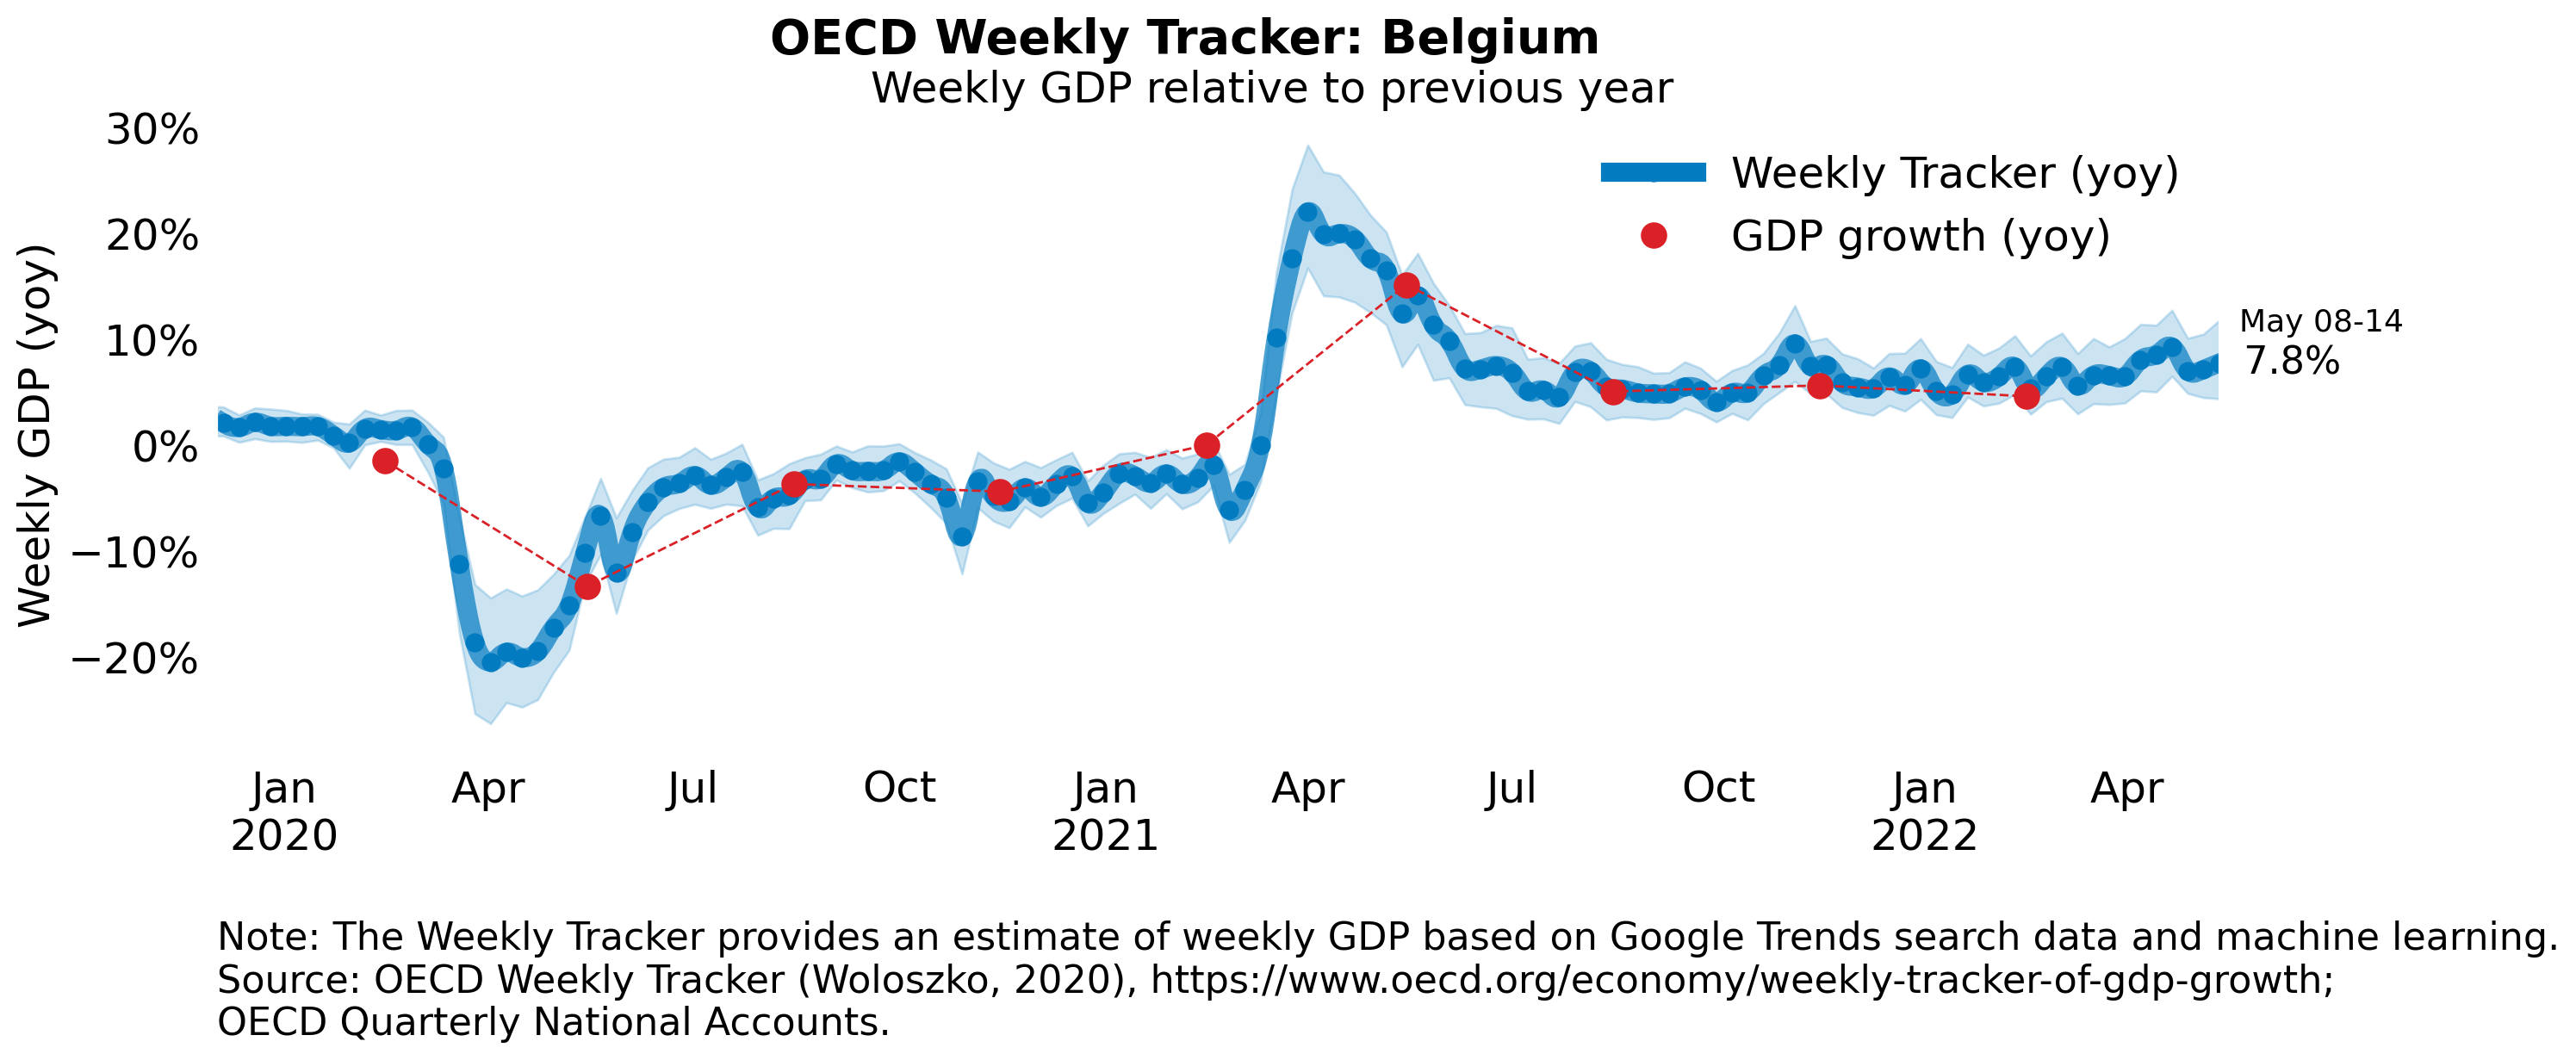 OECD Weekly Tracker: Belgium
Weekly GDP relative to previous year
Weekly GDP (yoy)
30%
20%
10%
0%
−10%
−20%
Weekly Tracker (yoy)
GDP growth (yoy)
May 08-14
7.8%
Jan Apr Jul Oct Jan Apr Jul Oct Jan Apr
2020 2021 2022
Note: The Weekly Tracker provides an estimate of weekly GDP based on Google Trends search data and machine learning.
Source: OECD Weekly Tracker (Woloszko, 2020), https://www.oecd.org/economy/weekly-tracker-of-gdp-growth;
OECD Quarterly National Accounts.